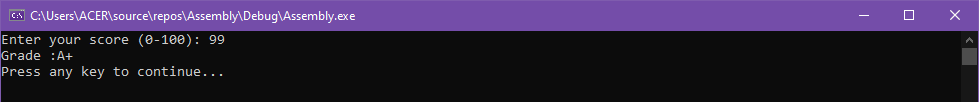 C:\Users\ACER\source\repos\Assembly\Debug\Assembly.exe
Enter your score (0-100): 99
Grade :A+
Press any key to continue...